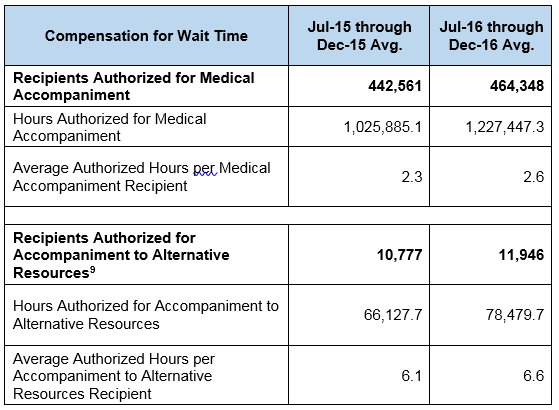 Compensation for Wait Time
Jul-15 through
Dec-15 Avg.
Jul-16 through
Dec-16 Avg.
Recipients Authorized for Medical
Accompaniment
442,561
464,348
Hours Authorized for Medical
Accompaniment
1,025,885.1
1,227,447.3
Average Authorized Hours per Medical
Accompaniment Recipient
2.3
2.6
Recipients Authorized for
Accompaniment to Alternative
Resources⁹
10,777
11,946
Hours Authorized for Accompaniment to
Alternative Resources
66,127.7
78,479.7
Average Authorized Hours per
Accompaniment to Alternative
Resources Recipient
6.1
6.6